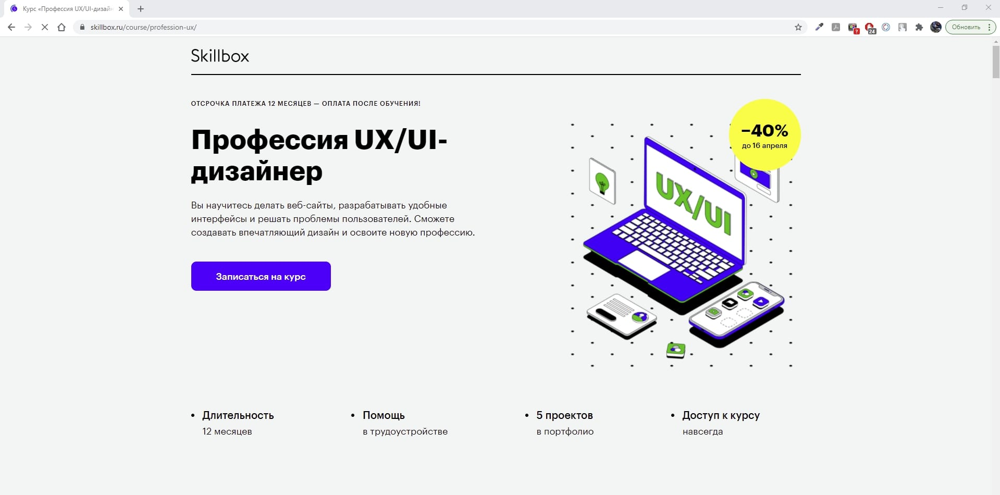 Курс «Профессия UX/UI-дизайн
skillbox.ru/course/profession-ux/
?
24
Обновить
Skillbox
ОТСРОЧКА ПЛАТЕЖА 12 МЕСЯЦЕВ — ОПЛАТА ПОСЛЕ ОБУЧЕНИЯ!
Профессия UX/UI-
дизайнер
Вы научитесь делать веб-сайты, разрабатывать удобные
интерфейсы и решать проблемы пользователей. Сможете
создавать впечатляющий дизайн и освоите новую профессию.
Записаться на курс
−40%
до 16 апреля
UX/UI
Длительность
12 месяцев
Помощь
в трудоустройстве
5 проектов
в портфолио
Доступ к курсу
навсегда